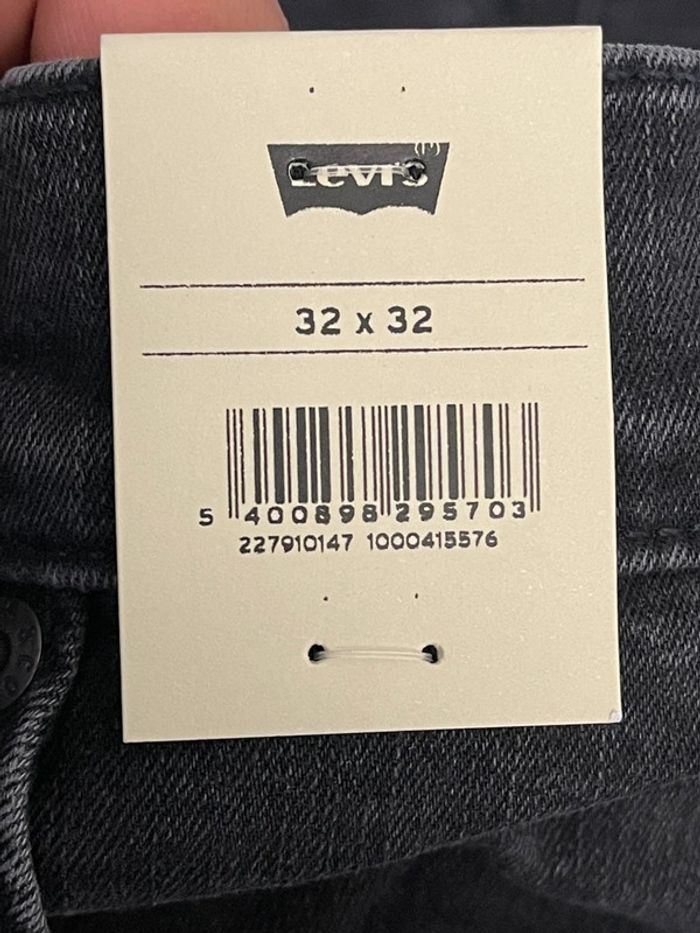 Levi's
32 x 32
5 400898 295703
227910147 1000415576